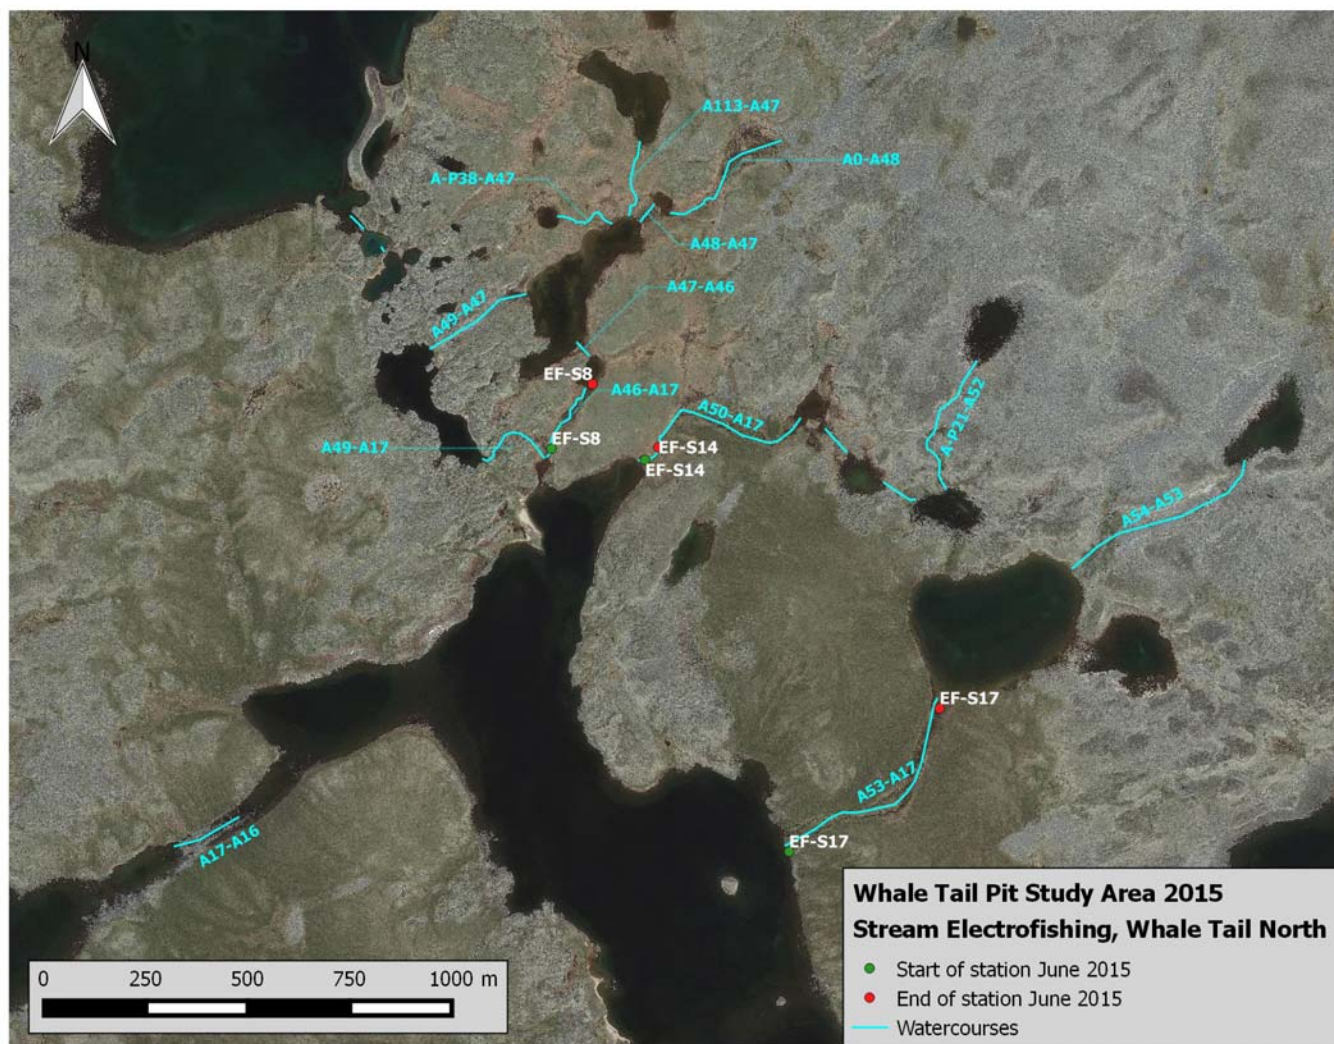 N
A113-A47
A0-A48
A-P38-A47
A48-A47
A47-A46
A49-A47
EF-S8
A46-A17
A50-A17
A-P21-A52
A49-A17
EF-S8
EF-S14
EF-S14
A54-A53
EF-S17
A53-A17
EF-S17
A17-A16
Whale Tail Pit Study Area 2015
Stream Electrofishing, Whale Tail North
Start of station June 2015
End of station June 2015
Watercourses
0 250 500 750 1000 m